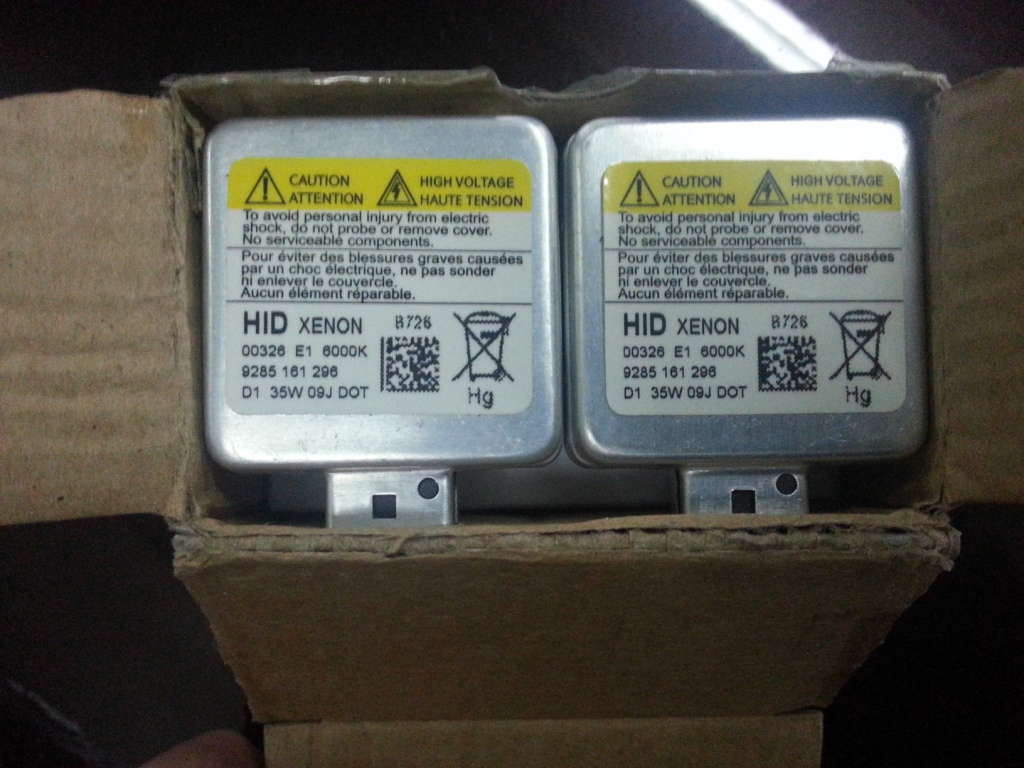 CAUTION
ATTENTION
HIGH VOLTAGE
HAUTE TENSION
To avoid personal injury from electric
shock, do not probe or remove cover.
No serviceable components.
Pour éviter des blessures graves causées
par un choc électrique, ne pas sonder
ni enlever le couvercle.
Aucun élément réparable.
HID XENON B726
00326 E1 6000K
9285 161 296
D1 35W 09J DOT
Hg
CAUTION
ATTENTION
HIGH VOLTAGE
HAUTE TENSION
To avoid personal injury from electric
shock, do not probe or remove cover.
No serviceable components.
Pour éviter des blessures graves causées
par un choc électrique, ne pas sonder
ni enlever le couvercle.
Aucun élément réparable.
HID XENON B726
00326 E1 6000K
9285 161 296
D1 35W 09J DOT
Hg